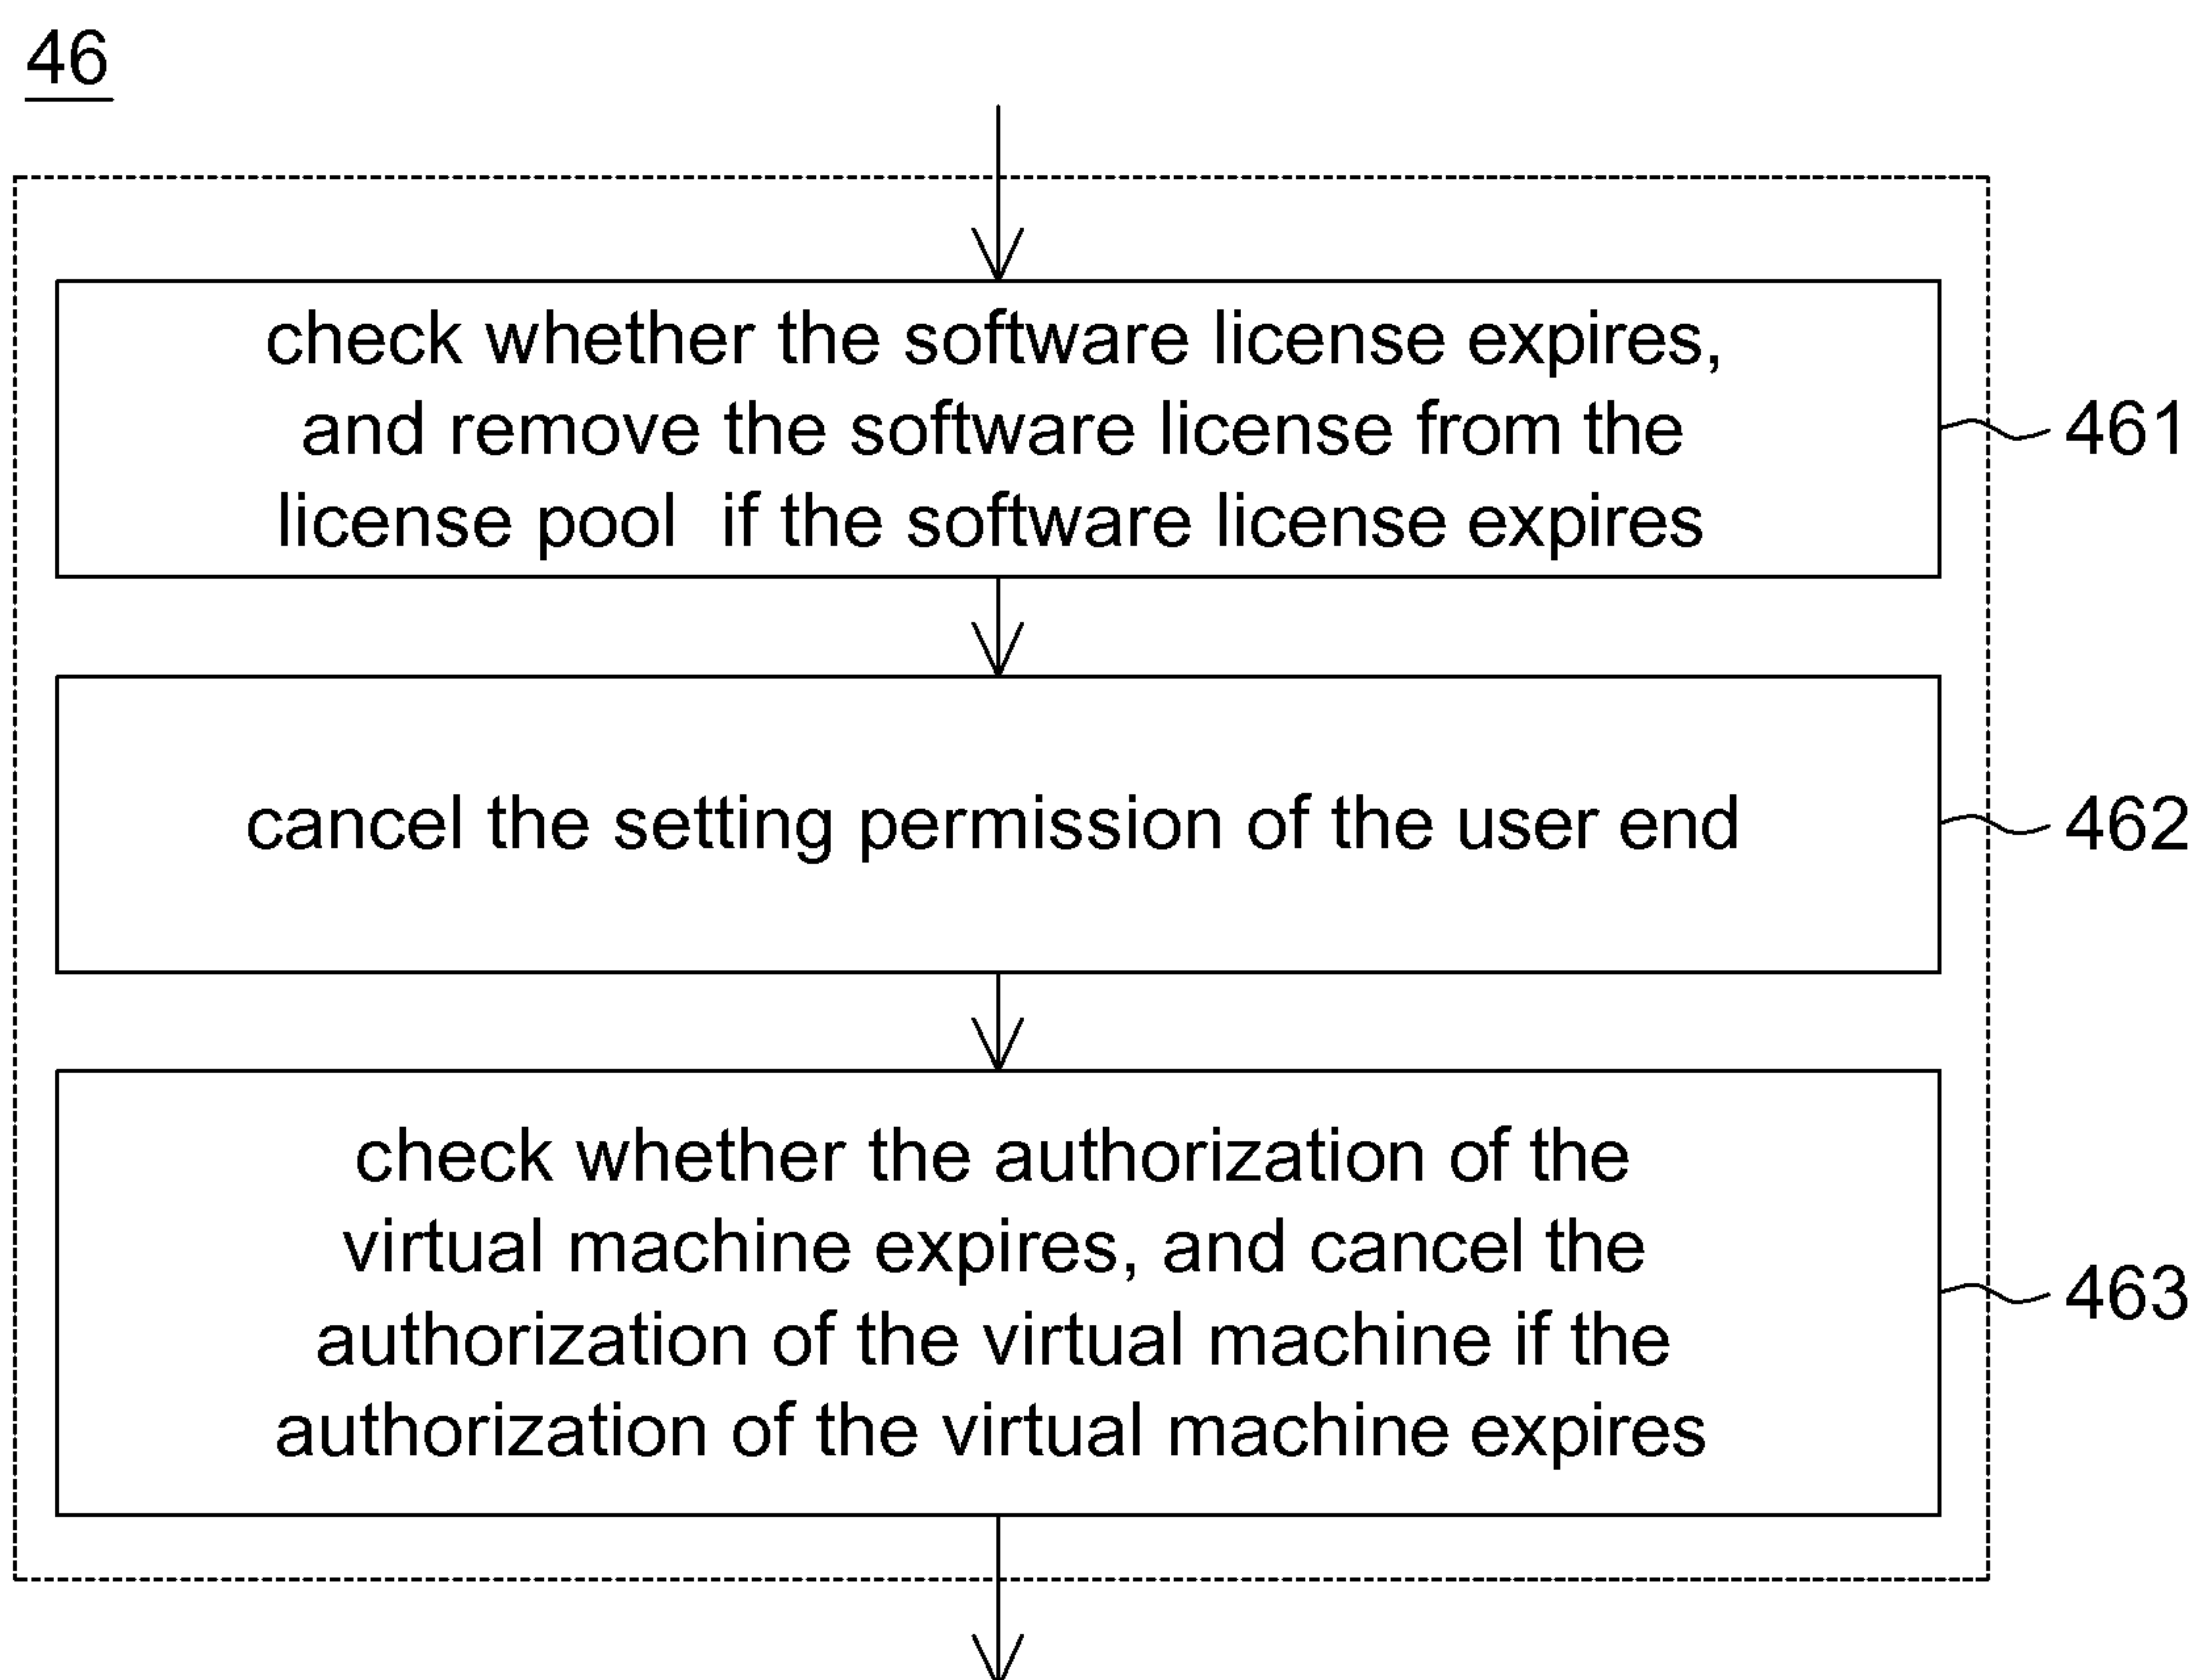 46
check whether the software license expires,
and remove the software license from the
license pool  if the software license expires
461
cancel the setting permission of the user end
462
check whether the authorization of the
virtual machine expires, and cancel the
authorization of the virtual machine if the
authorization of the virtual machine expires
463